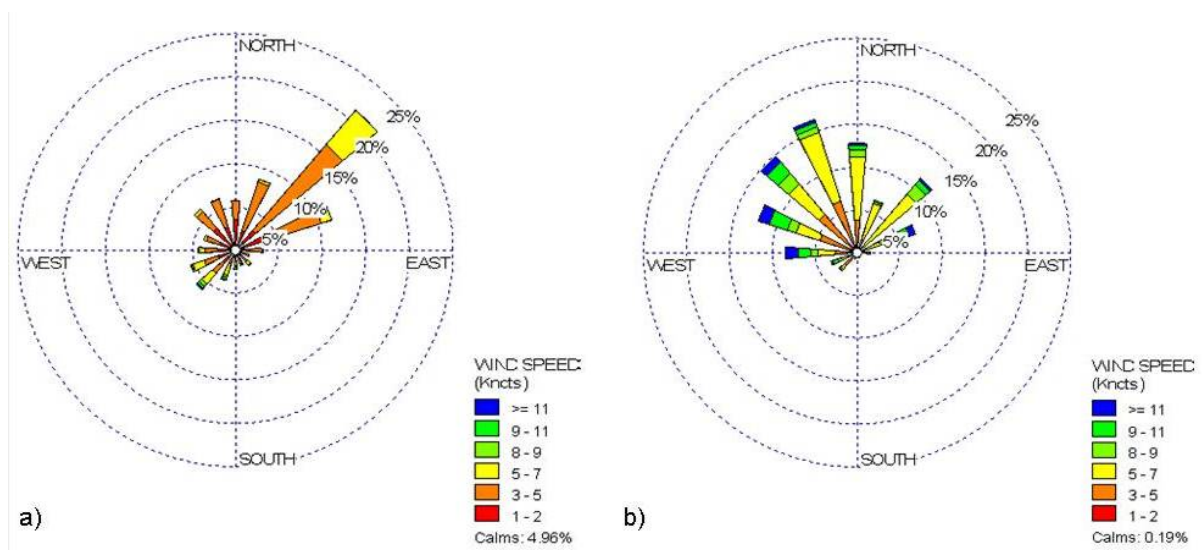 NORTH
25%
20%
15%
10%
5%
WEST
EAST
SOUTH
WIND SPEED
(Knots)
>= 11
9 - 11
8 - 9
5 - 7
3 - 5
1 - 2
Calms: 4.96%
a)
NORTH
25%
20%
15%
10%
5%
WEST
EAST
SOUTH
WIND SPEED
(Knots)
>= 11
9 - 11
8 - 9
5 - 7
3 - 5
1 - 2
Calms: 0.19%
b)